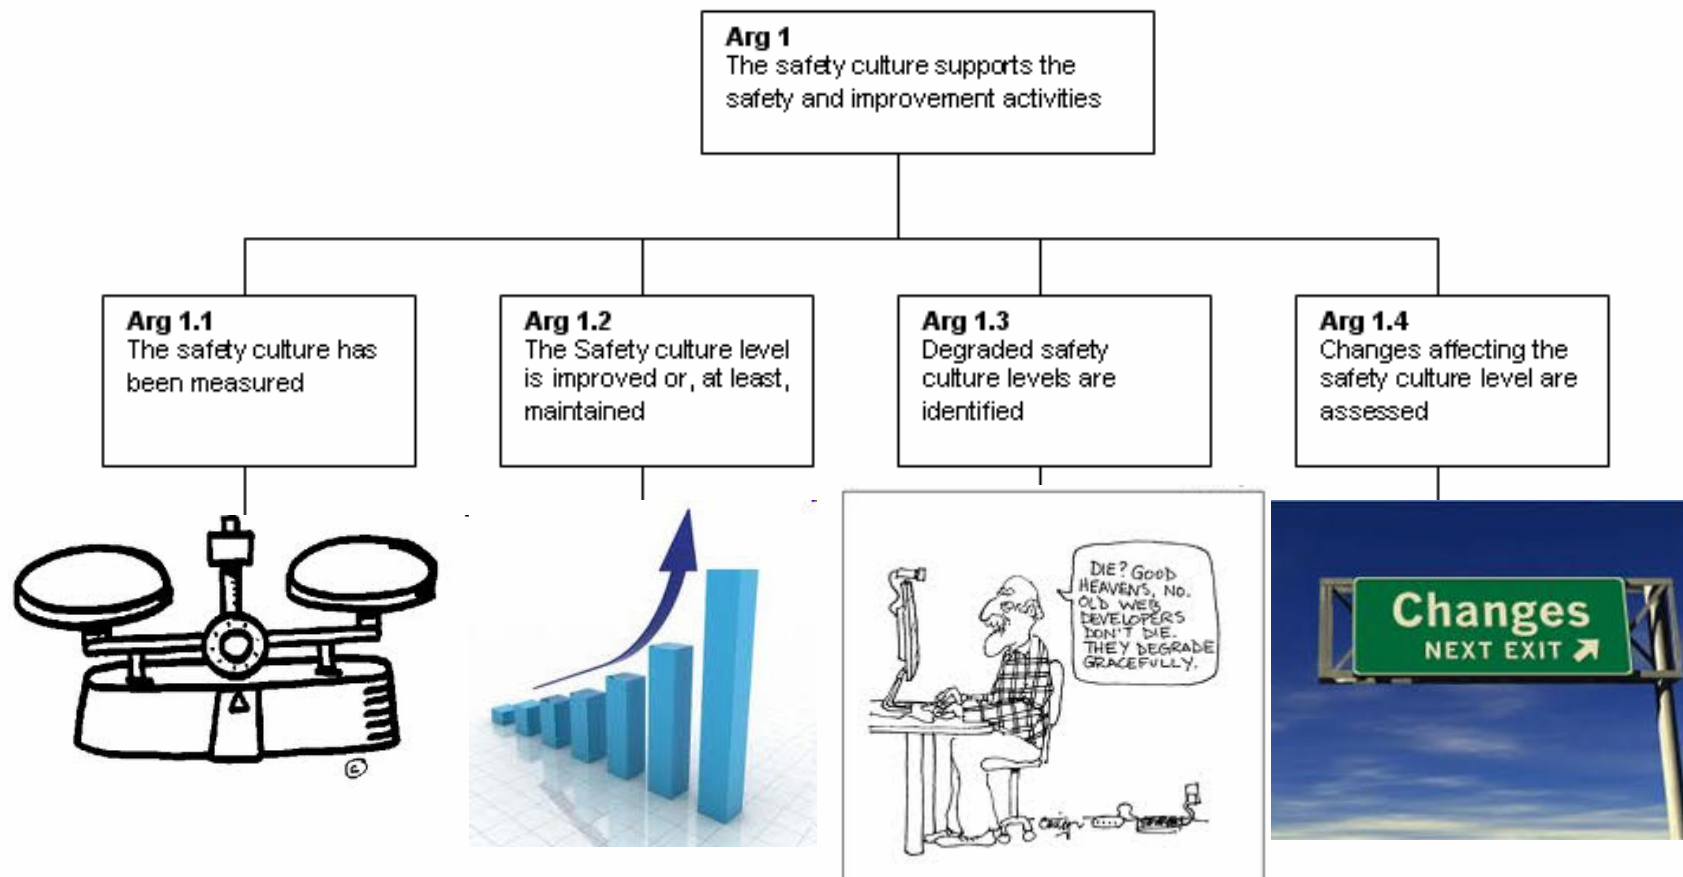 Arg 1
The safety culture supports the
safety and improvement activities
Arg 1.1
The safety culture has
been measured
Arg 1.2
The Safety culture level
is improved or, at least,
maintained
Arg 1.3
Degraded safety
culture levels are
identified
Arg 1.4
Changes affecting the
safety culture level are
assessed
©
DIE? GOOD
HEAVENS, NO.
OLD WEB
DEVELOPERS
DON'T DIE.
THEY DEGRADE
GRACEFULLY.
Changes
NEXT EXIT